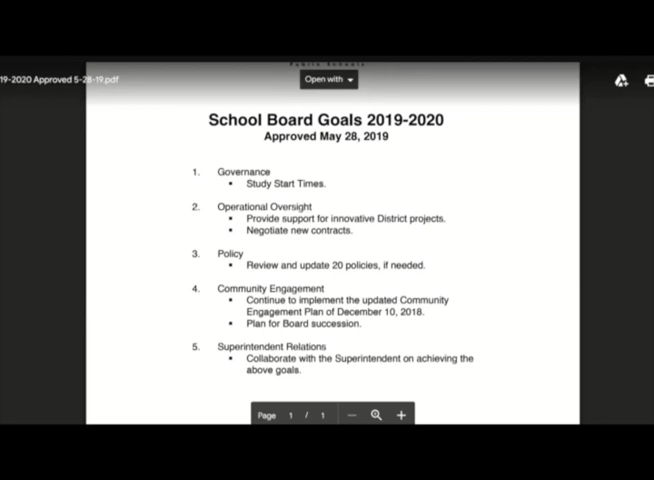 Public Schools
19-2020 Approved 5-28-19.pdf
Open with
School Board Goals 2019-2020
Approved May 28, 2019
1. Governance
▪ Study Start Times.
2. Operational Oversight
▪ Provide support for innovative District projects.
▪ Negotiate new contracts.
3. Policy
▪ Review and update 20 policies, if needed.
4. Community Engagement
▪ Continue to implement the updated Community
Engagement Plan of December 10, 2018.
▪ Plan for Board succession.
5. Superintendent Relations
▪ Collaborate with the Superintendent on achieving the
above goals.
Page 1 / 1